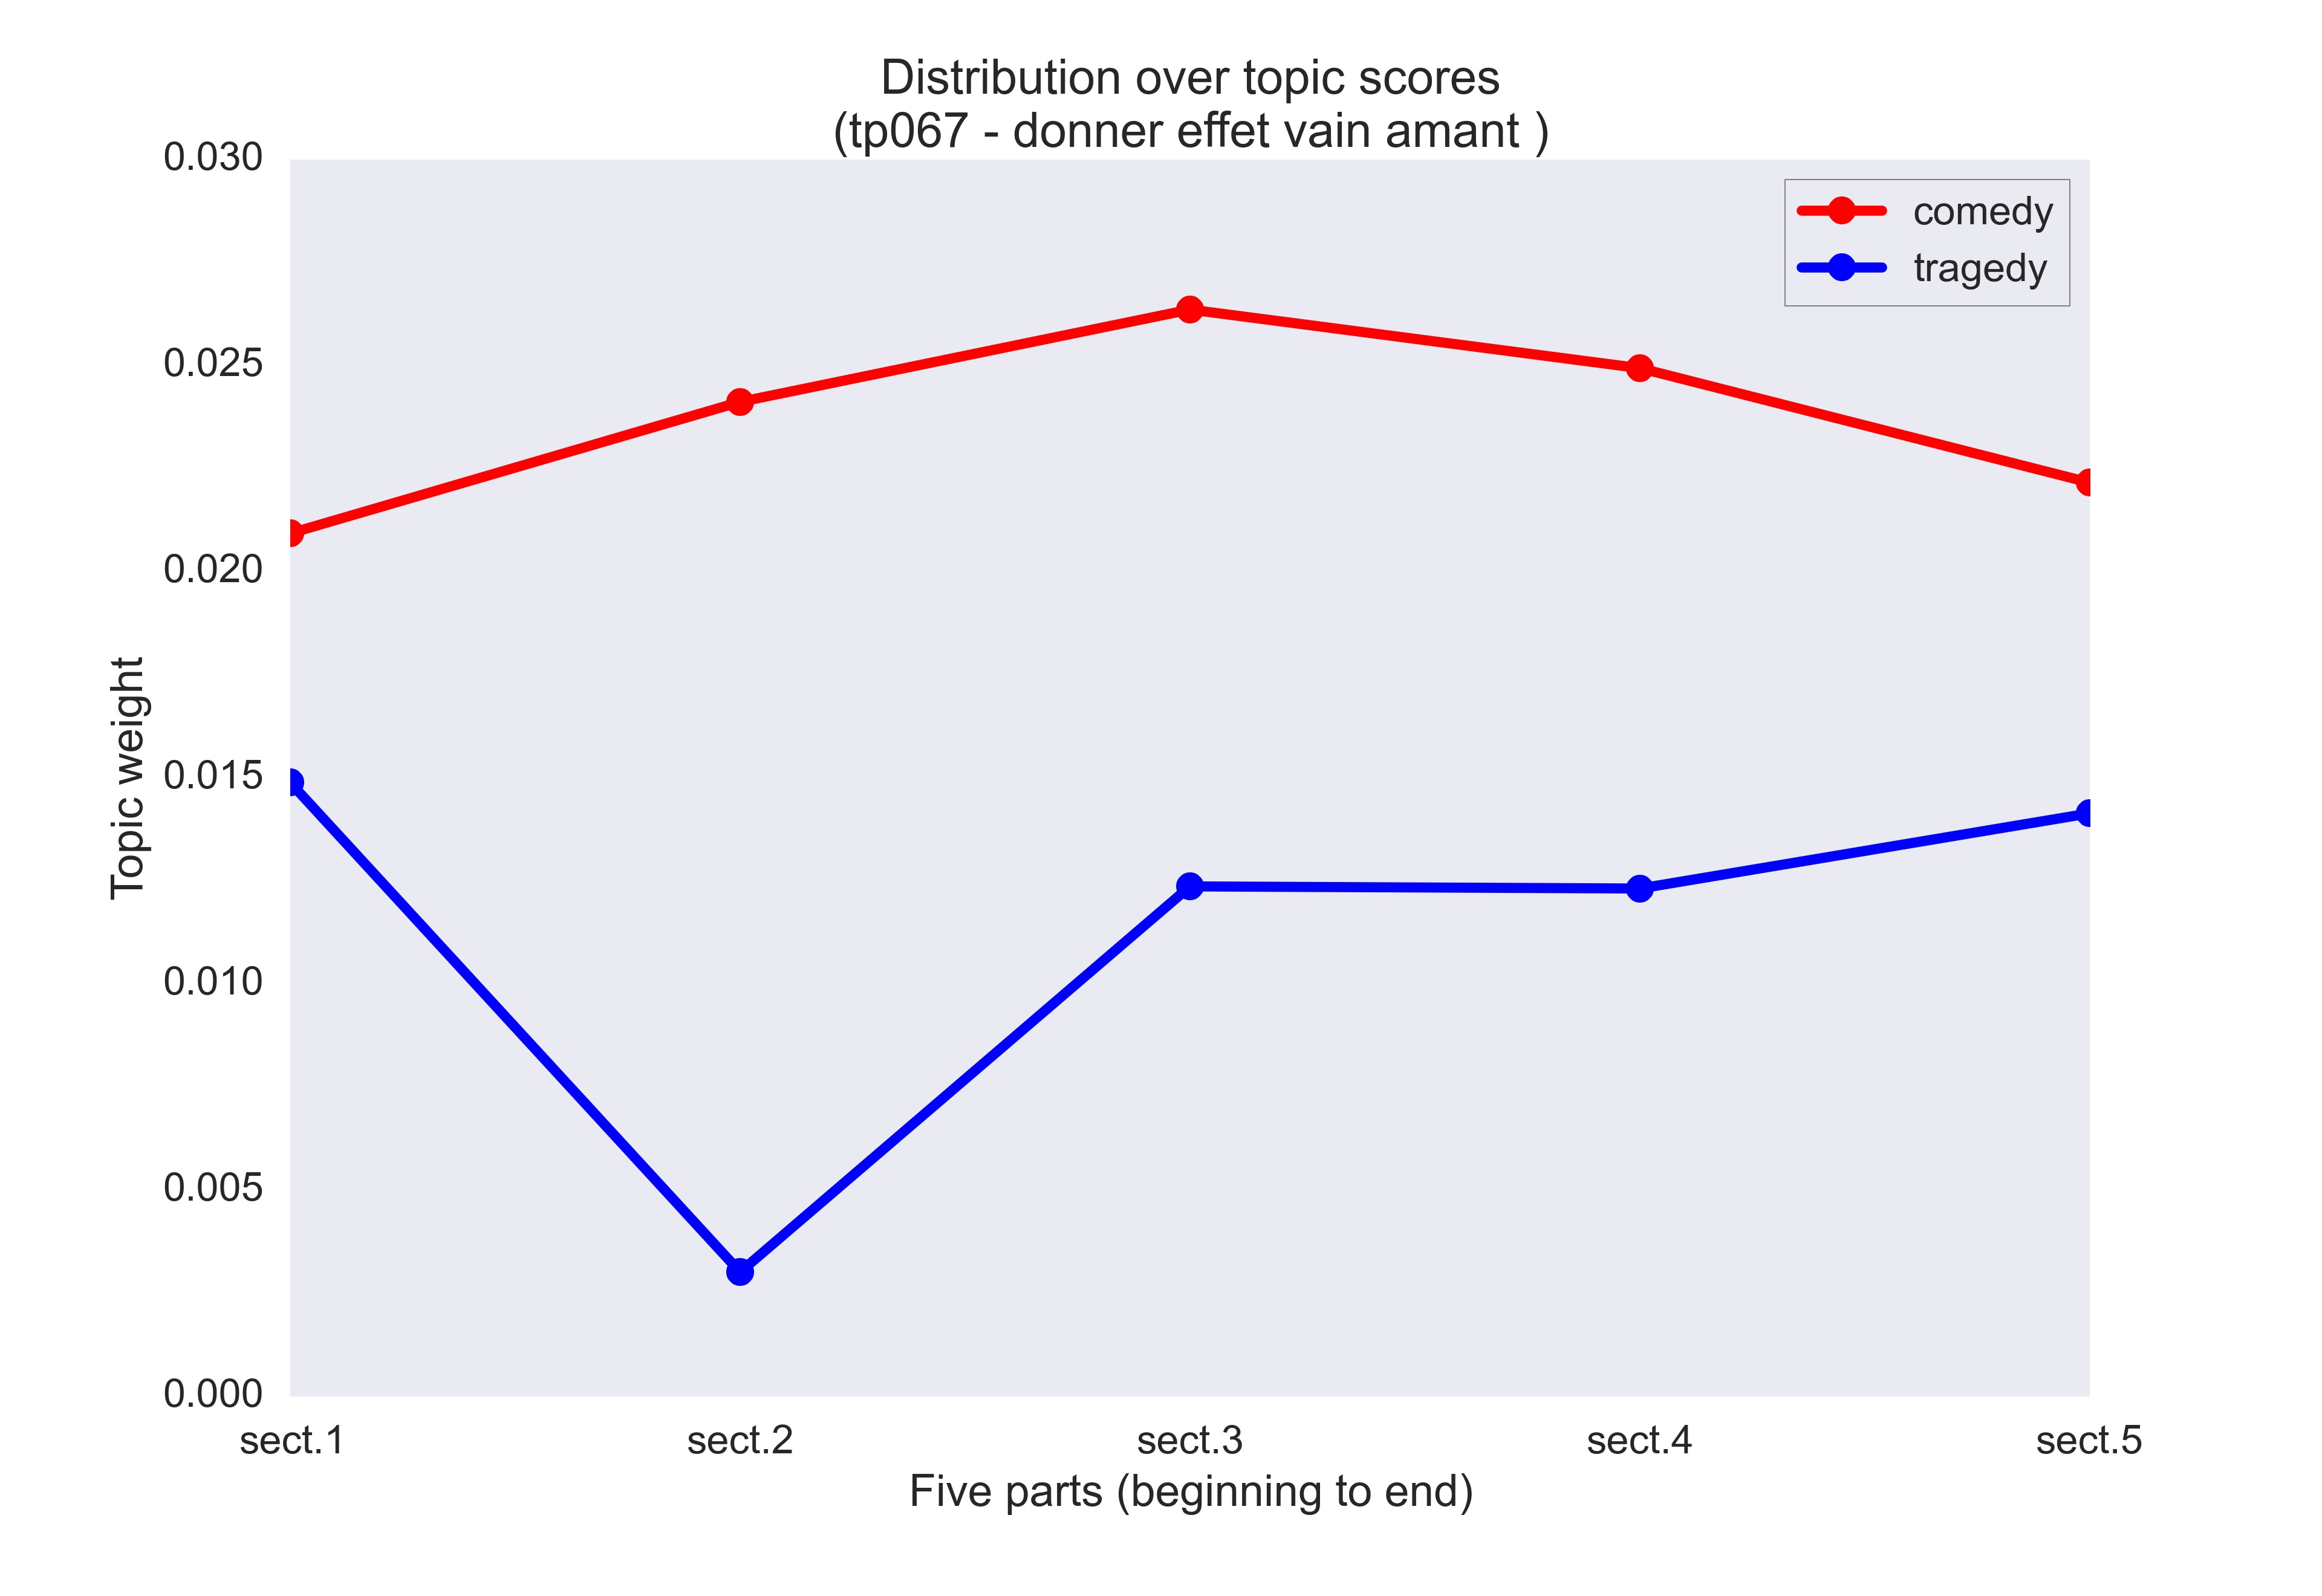 Distribution over topic scores
(tp067 - donner effet vain amant )
comedy
tragedy
0.030
0.025
0.020
0.015
0.010
0.005
0.000
Topic weight
sect.1 sect.2 sect.3 sect.4 sect.5
Five parts (beginning to end)